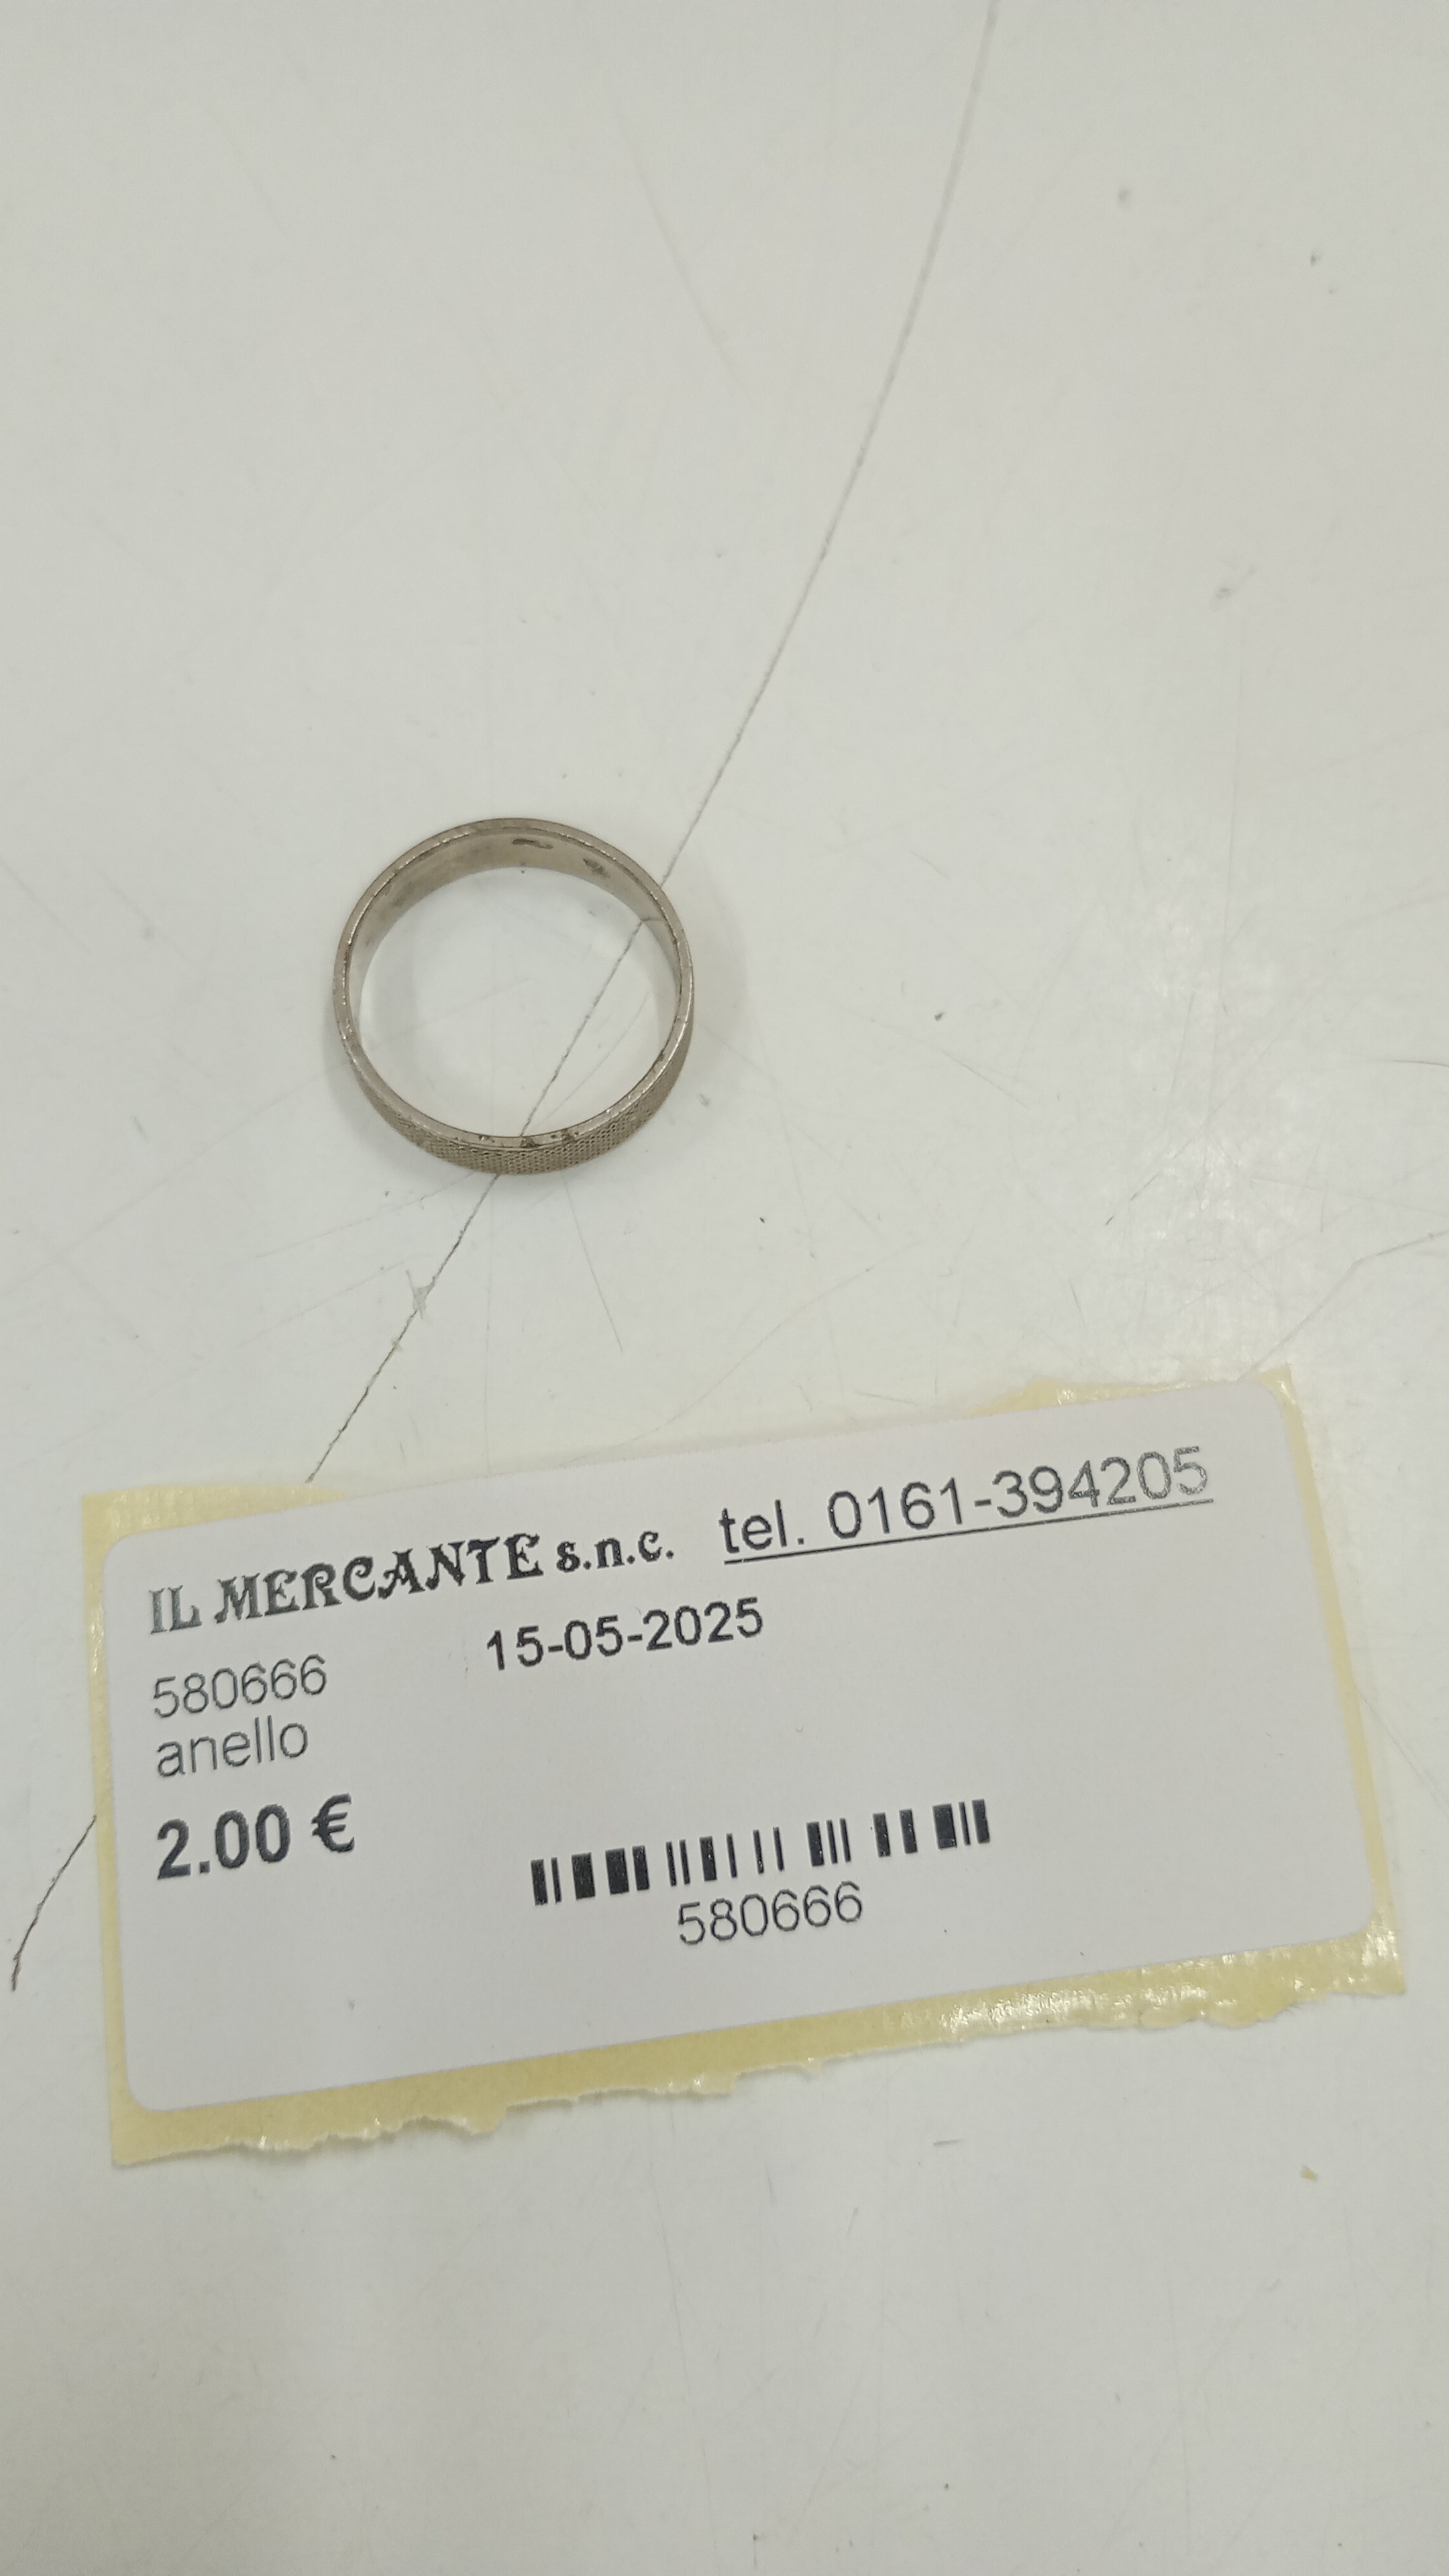 IL MERCANTE s.n.c. tel. 0161-394205
15-05-2025
580666
anello
2.00 €
580666